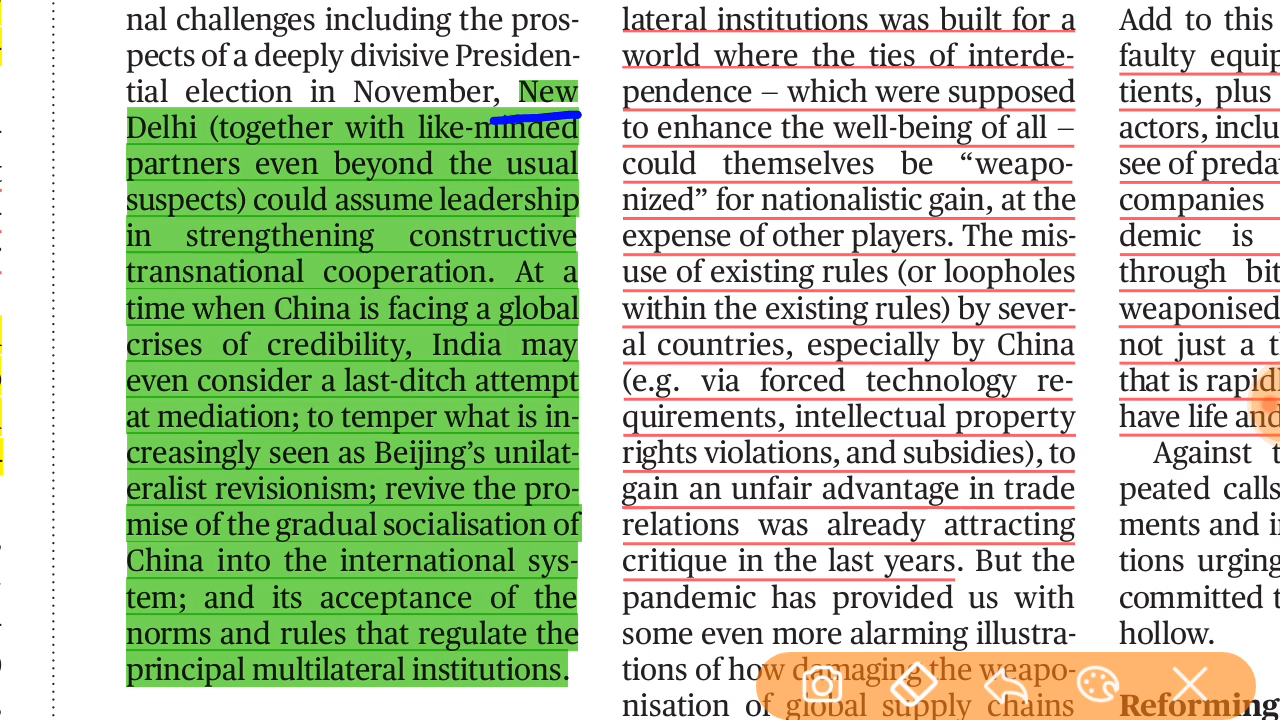 nal challenges including the pros-
pects of a deeply divisive Presiden-
tial election in November, New
Delhi (together with like-minded
partners even beyond the usual
suspects) could assume leadership
in strengthening constructive
transnational cooperation. At a
time when China is facing a global
crises of credibility, India may
even consider a last-ditch attempt
at mediation; to temper what is in-
creasingly seen as Beijing’s unilat-
eralist revisionism; revive the pro-
mise of the gradual socialisation of
China into the international sys-
tem; and its acceptance of the
norms and rules that regulate the
principal multilateral institutions.
lateral institutions was built for a
world where the ties of interde-
pendence – which were supposed
to enhance the well-being of all –
could themselves be “weapo-
nized” for nationalistic gain, at the
expense of other players. The mis-
use of existing rules (or loopholes
within the existing rules) by sever-
al countries, especially by China
(e.g. via forced technology re-
quirements, intellectual property
rights violations, and subsidies), to
gain an unfair advantage in trade
relations was already attracting
critique in the last years. But the
pandemic has provided us with
some even more alarming illustra-
tions of how damaging the weapo-
nisation of global supply chains
Add to this
faulty equip
tients, plus
actors, inclu
see of preda
companies
demic is
through bit
weaponised
not just a t
that is rapidl
have life and
Against t
peated calls
ments and i
tions urging
committed t
hollow.
Reforming